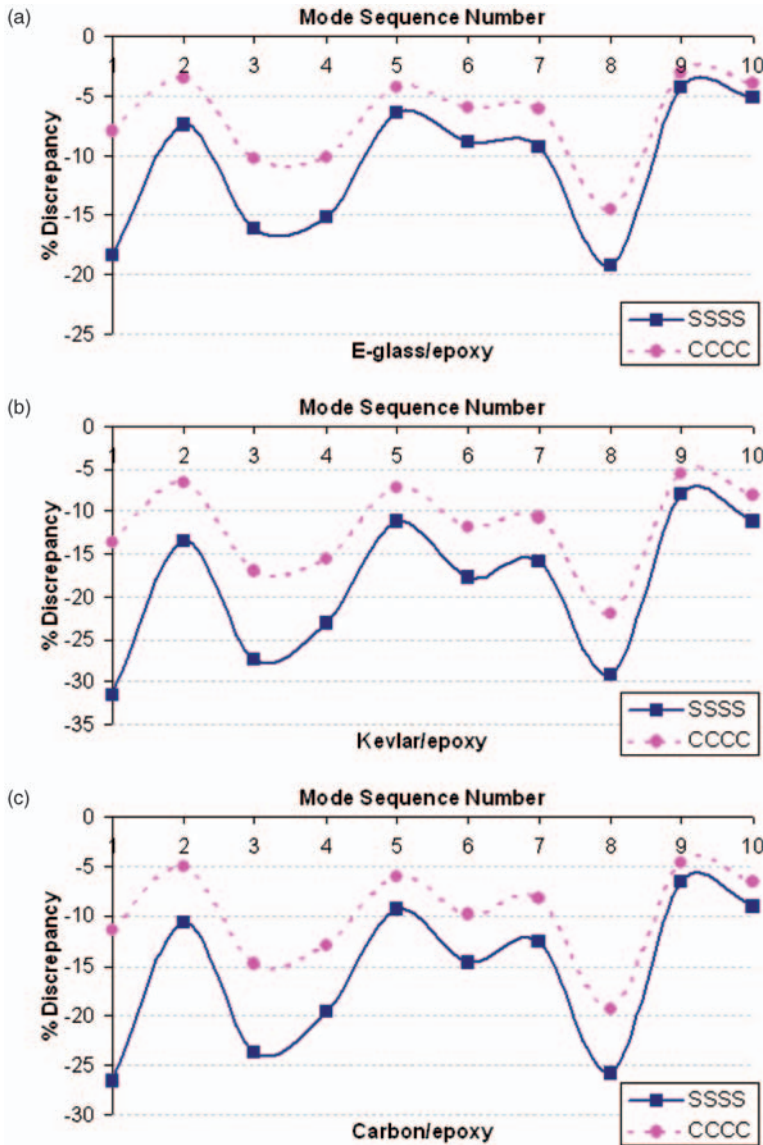 (a)
Mode Sequence Number
0
1 2 3 4 5 6 7 8 9 10
-5
-10
-15
-20
-25
% Discrepancy
SSSS
CCCC
E-glass/epoxy
(b)
Mode Sequence Number
0
1 2 3 4 5 6 7 8 9 10
-5
-10
-15
-20
-25
-30
-35
% Discrepancy
SSSS
CCCC
Kevlar/epoxy
(c)
Mode Sequence Number
0
1 2 3 4 5 6 7 8 9 10
-5
-10
-15
-20
-25
-30
% Discrepancy
SSSS
CCCC
Carbon/epoxy